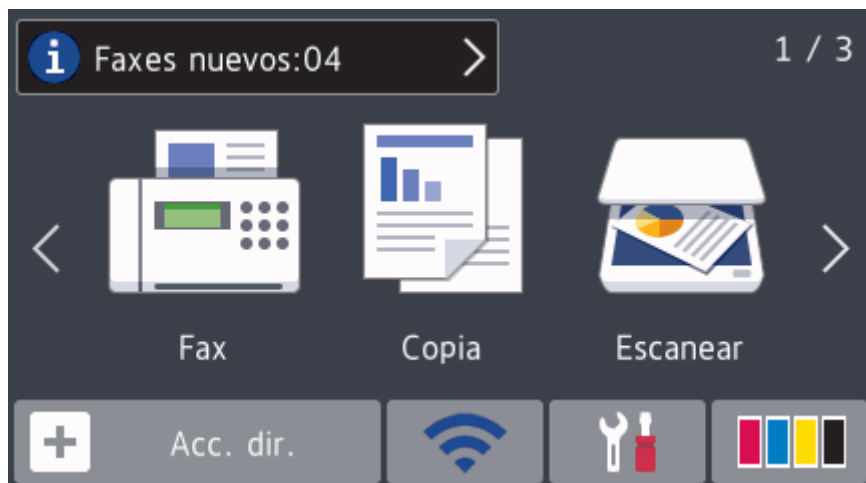 Faxes nuevos:04
1 / 3
Fax
Copia
Escanear
Acc. dir.